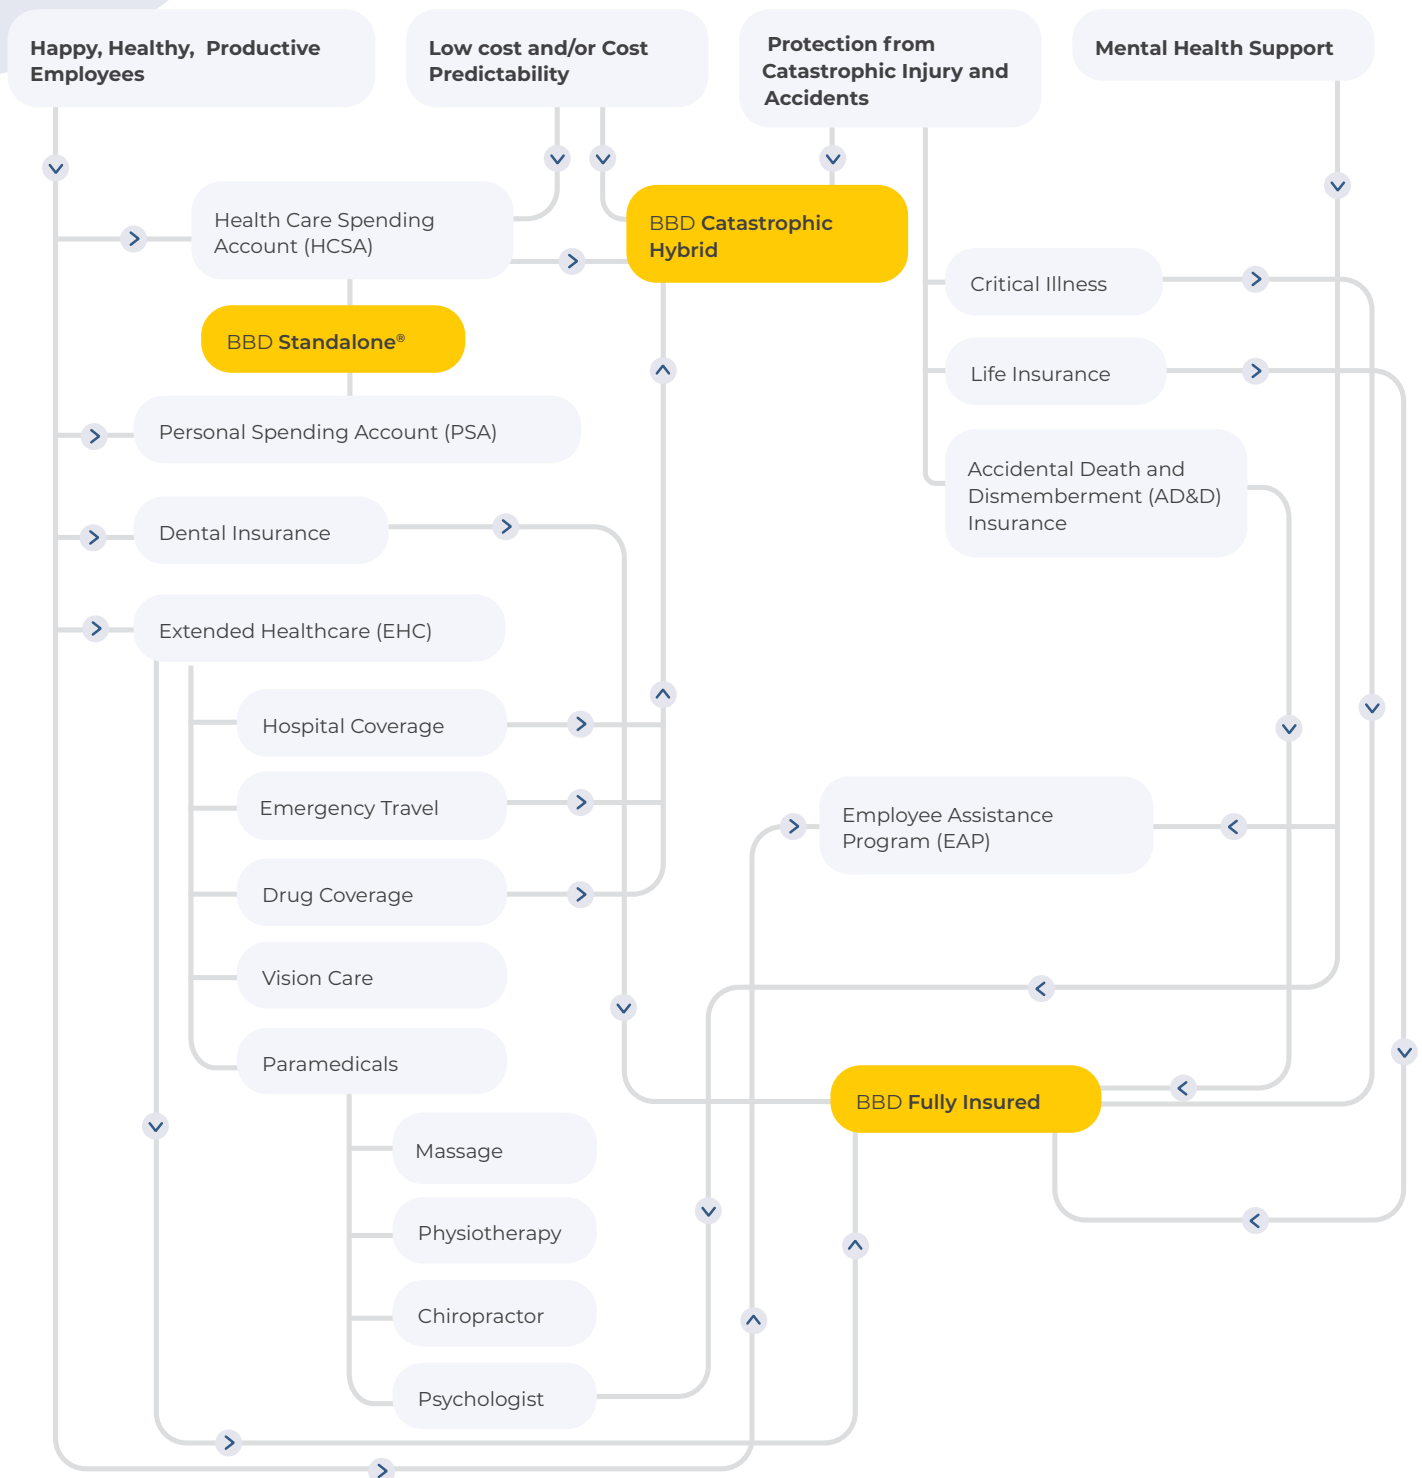 Happy, Healthy, Productive
Employees
Low cost and/or Cost
Predictability
Protection from
Catastrophic Injury and
Accidents
Mental Health Support
Health Care Spending
Account (HCSA)
BBD Catastrophic
Hybrid
Critical Illness
BBD Standalone®
Life Insurance
Personal Spending Account (PSA)
Accidental Death and
Dismemberment (AD&D)
Insurance
Dental Insurance
Extended Healthcare (EHC)
Hospital Coverage
Emergency Travel
Employee Assistance
Program (EAP)
Drug Coverage
Vision Care
Paramedicals
BBD Fully Insured
Massage
Physiotherapy
Chiropractor
Psychologist